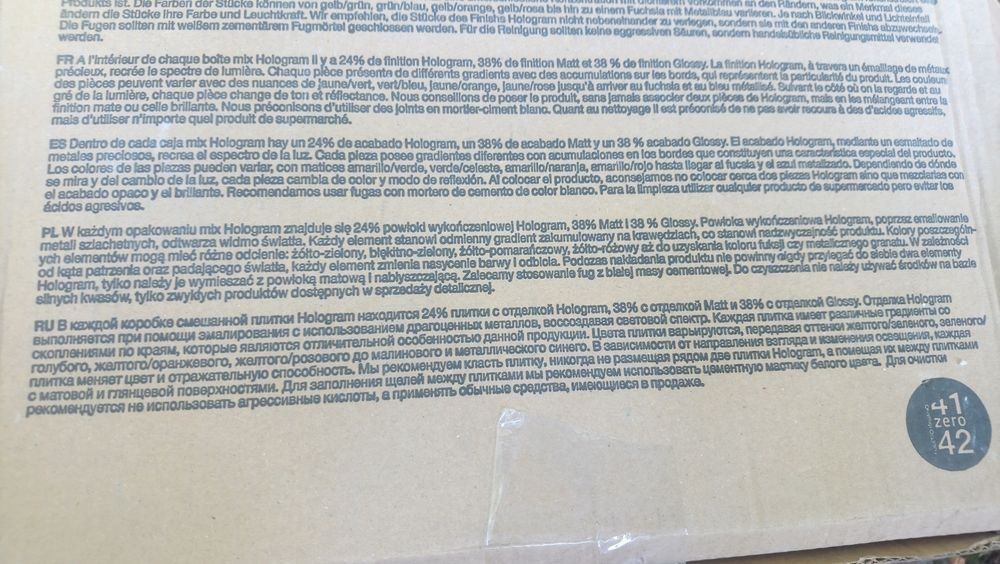 Produkts ist. Die Farben der Stücke können von gelb/grün, grün/blau, gelb/orange, gelb/rosa bis hin zu einem Fuchsia mit Metallblau variieren. Je nach Blickwinkel und Lichteinfall
ändern die Stücke ihre Farbe und Leuchtkraft. Wir empfehlen, die Stücke des Finishs Hologram nicht nebeneinander zu verlegen, sondern sie mit den anderen Finishs abzuwechseln.
Die Fugen sollten mit weißem zementärem Fugmörtel geschlossen werden. Für die Reinigung sollten keine aggressiven Säuren, sondern handelsübliche Reinigungsmittel verwendet
werden.
FR A l'intérieur de chaque boîte mix Hologram Il y a 24% de finition Hologram, 38% de finition Matt et 38 % de finition Glossy. La finition Hologram, à travers un émaillage de métaux
précieux, recrée le spectre de lumière. Chaque pièce présente de différents gradients avec des accumulations sur les bords, qui représentent la particularité du produit. Les couleurs
des pièces peuvent varier avec des nuances de jaune/vert, vert/bleu, jaune/orange, jaune/rose jusqu'à arriver au fuchsia et au bleu métallisé. Suivant le côté où on la regarde et au
gré de la lumière, chaque pièce change de ton et réflectance. Nous conseillons de poser le produit, sans jamais associer deux pièces de Hologram, mais en les mélangeant entre la
finition mate ou celle brillante. Nous préconisons d'utiliser des joints en mortier-ciment blanc. Quant au nettoyage il est préconisé de ne pas avoir recours à des d'acides agressifs,
mais d'utiliser n'importe quel produit de supermarché.
ES Dentro de cada caja mix Hologram hay un 24% de acabado Hologram, un 38% de acabado Matt y un 38 % acabado Glossy. El acabado Hologram, mediante un esmaltado de
metales preciosos, recrea el espectro de la luz. Cada pieza posee gradientes diferentes con acumulaciones en los bordes que constituyen una característica especial del producto.
Los colores de las piezas pueden variar, con matices amarillo/verde, verde/celeste, amarillo/naranja, amarillo/rojo hasta llegar al fucsia y el azul metalizado. Dependiendo de dónde
se mira y del cambio de la luz, cada pieza cambia de color y modo de reflexión. Al colocar el producto, aconsejamos no colocar cerca dos piezas Hologram sino que mezclarlas con
el acabado opaco y el brillante. Recomendamos usar fugas con mortero de cemento de color blanco. Para la limpieza utilizar cualquier producto de supermercado pero evitar los
ácidos agresivos.
PL W każdym opakowaniu mix Hologram znajduje się 24% powłoki wykończeniowej Hologram, 38% Matt i 38 % Glossy. Powłoka wykończeniowa Hologram, poprzez emaliowanie
metali szlachetnych, odtwarza widmo światła. Każdy element stanowi odmienny gradient zakumulowany na krawędziach, co stanowi nadzwyczajność produktu. Kolory poszczególn-
ych elementów mogą mieć różne odcienie: żółto-zielony, błękitno-zielony, żółto-pomarańczowy, żółto-różowy aż do uzyskania koloru fuksji czy metalicznego granatu. W zależności
od kąta patrzenia oraz padającego światła, każdy element zmienia nasycenie barwy i odbicia. Podczas nakładania produktu nie powinny nigdy przylegać do siebie dwa elementy
Hologram, tylko należy je wymieszać z powłoką matową i nabłyszczającą. Zalecamy stosowanie fug z białej masy cementowej. Do czyszczenia nie należy używać środków na bazie
silnych kwasów, tylko zwykłych produktów dostępnych w sprzedaży detalicznej.
RU В каждой коробке смешанной плитки Hologram находится 24% плитки с отделкой Hologram, 38% с отделкой Matt и 38% с отделкой Glossy. Отделка Hologram
выполняется при помощи эмалирования с использованием драгоценных металлов, воссоздавая световой спектр. Каждая плитка имеет различные градиенты со
скоплениями по краям, которые являются отличительной особенностью данной продукции. Цвета плитки варьируются, передавая оттенки желтого/зеленого, зеленого/
голубого, желтого/оранжевого, желтого/розового до малинового и металлического синего. В зависимости от направления взгляда и изменения освещения, каждая
плитка меняет цвет и отражательную способность. Мы рекомендуем класть плитку, никогда не размещая рядом две плитки Hologram, а помещая их между плитками
с матовой и глянцевой поверхностями. Для заполнения щелей между плитками мы рекомендуем использовать цементную мастику белого цвета. Для очистки
рекомендуется не использовать агрессивные кислоты, а применять обычные средства, имеющиеся в продаже.
41
zero
42